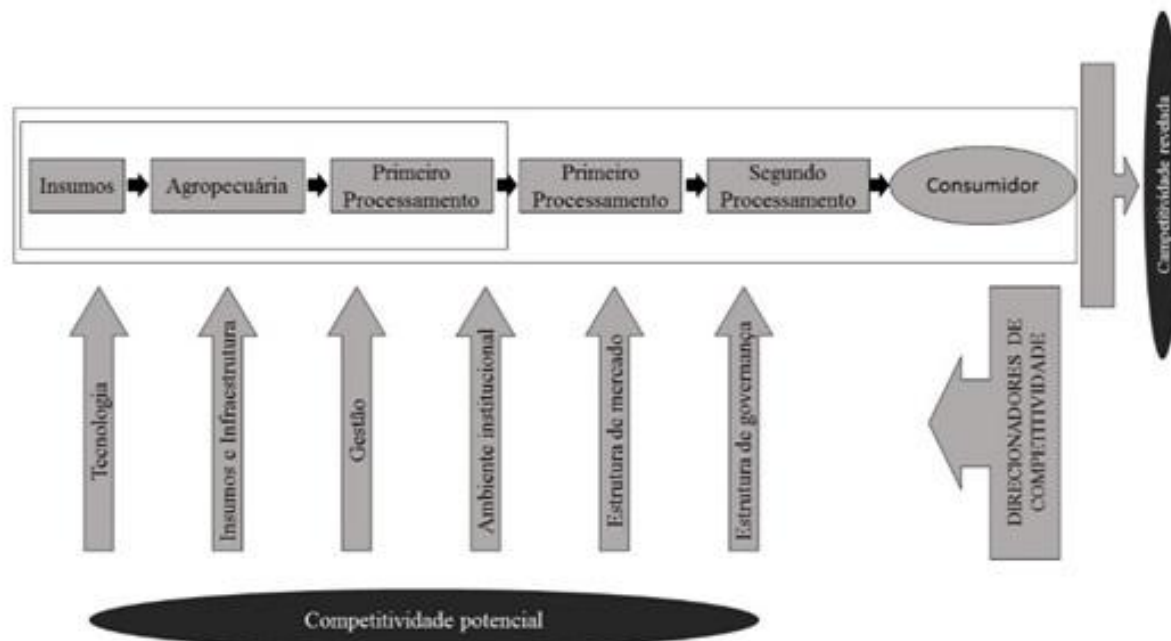 Insumos
Agropecuária
Primeiro
Processamento
Primeiro
Processamento
Segundo
Processamento
Consumidor
Competitividade revelada
Tecnologia
Insumos e Infraestrutura
Gestão
Ambiente institucional
Estrutura de mercado
Estrutura de governança
DIRECIONADORES DE
COMPETITIVIDADE
Competitividade potencial